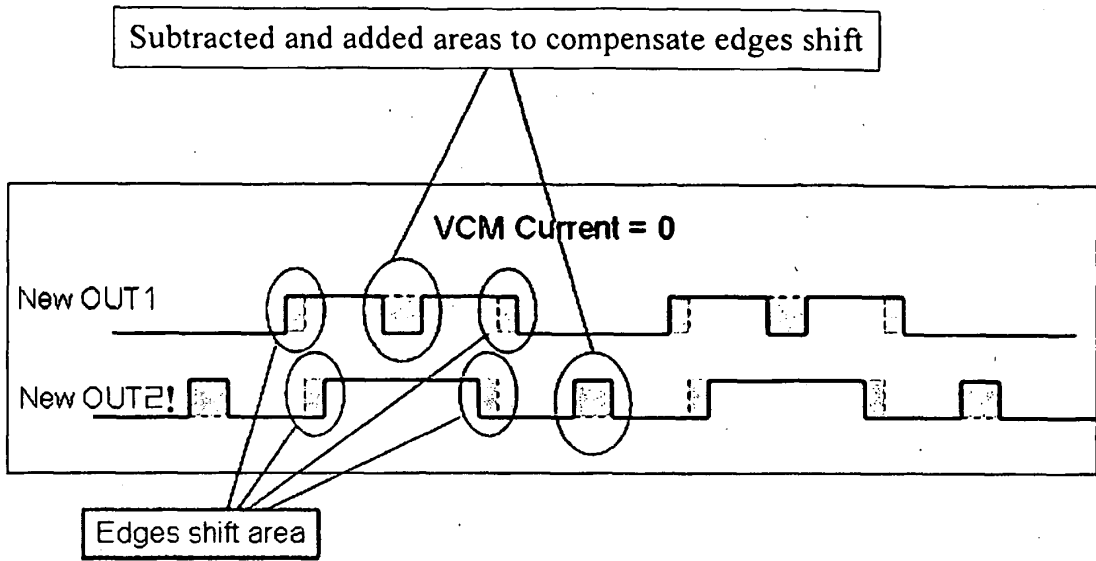 Subtracted and added areas to compensate edges shift
VCM Current = 0
New OUT1
New OUT2!
Edges shift area